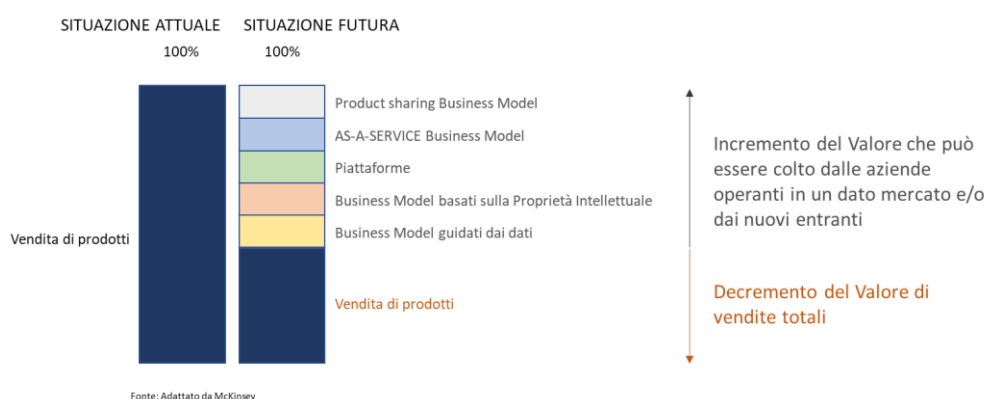 SITUAZIONE ATTUALE
SITUAZIONE FUTURA
100%
100%
Product sharing Business Model
AS-A-SERVICE Business Model
Piattaforme
Business Model basati sulla Proprietà Intellettuale
Business Model guidati dai dati
Vendita di prodotti
Vendita di prodotti
Incremento del Valore che può
essere colto dalle aziende
operanti in un dato mercato e/o
dai nuovi entranti
Decremento del Valore di
vendite totali
Fonte: Adattato da McKinsey